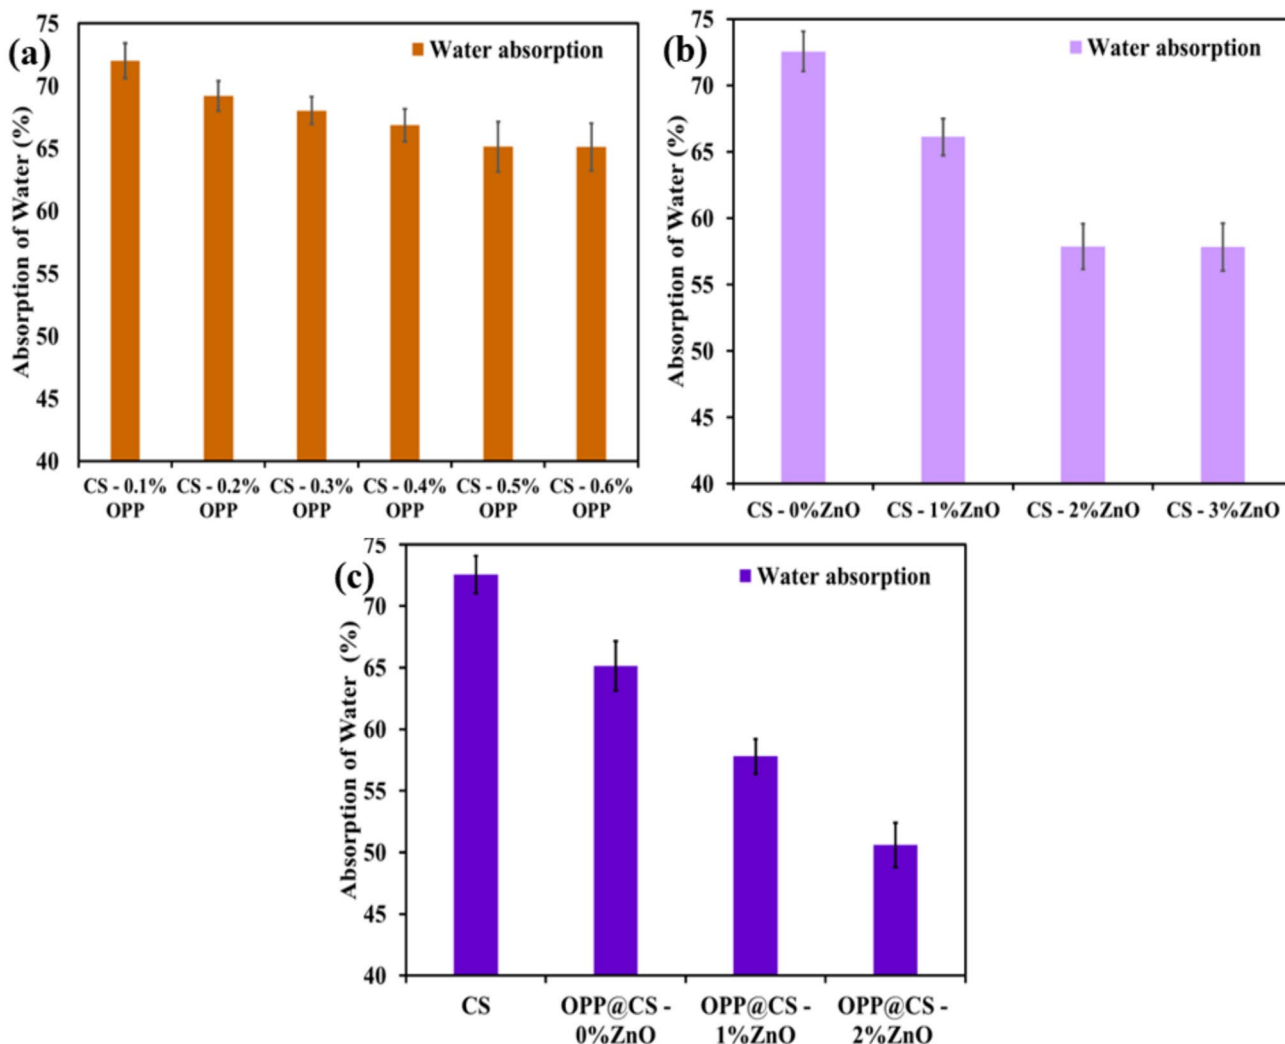 (a)
Absorption of Water (%)
75
70
65
60
55
50
45
40
Water absorption
CS - 0.1% CS - 0.2% CS - 0.3% CS - 0.4% CS - 0.5% CS - 0.6%
OPP OPP OPP OPP OPP OPP
(b)
Absorption of Water (%)
75
70
65
60
55
50
45
40
Water absorption
CS - 0%ZnO CS - 1%ZnO CS - 2%ZnO CS - 3%ZnO
(c)
Absorption of Water (%)
75
70
65
60
55
50
45
40
Water absorption
CS OPP@CS - OPP@CS - OPP@CS -
0%ZnO 1%ZnO 2%ZnO